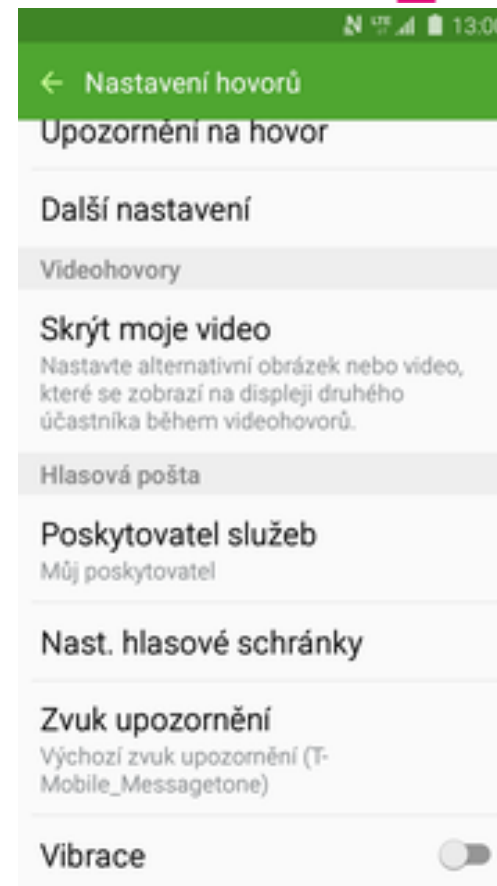 LTE 13:00
Nastavení hovorů
Upozornění na hovor
Další nastavení
Videohovory
Skrýt moje video
Nastavte alternativní obrázek nebo video,
které se zobrazí na displeji druhého
účastníka během videohovorů.
Hlasová pošta
Poskytovatel služeb
Můj poskytovatel
Nast. hlasové schránky
Zvuk upozornění
Výchozí zvuk upozornění (T-
Mobile_Messagetone)
Vibrace